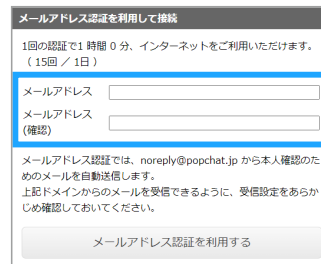 メールアドレス認証を利用して接続
1回の認証で1 時間 0 分、インターネットをご利用いただけます。
( 15回 ／ 1日 )
メールアドレス
メールアドレス
(確認)
メールアドレス認証では、noreply@popchat.jp から本人確認のた
めのメールを自動送信します。
上記ドメインからのメールを受信できるように、受信設定をあらか
じめ確認しておいてください。
メールアドレス認証を利用する